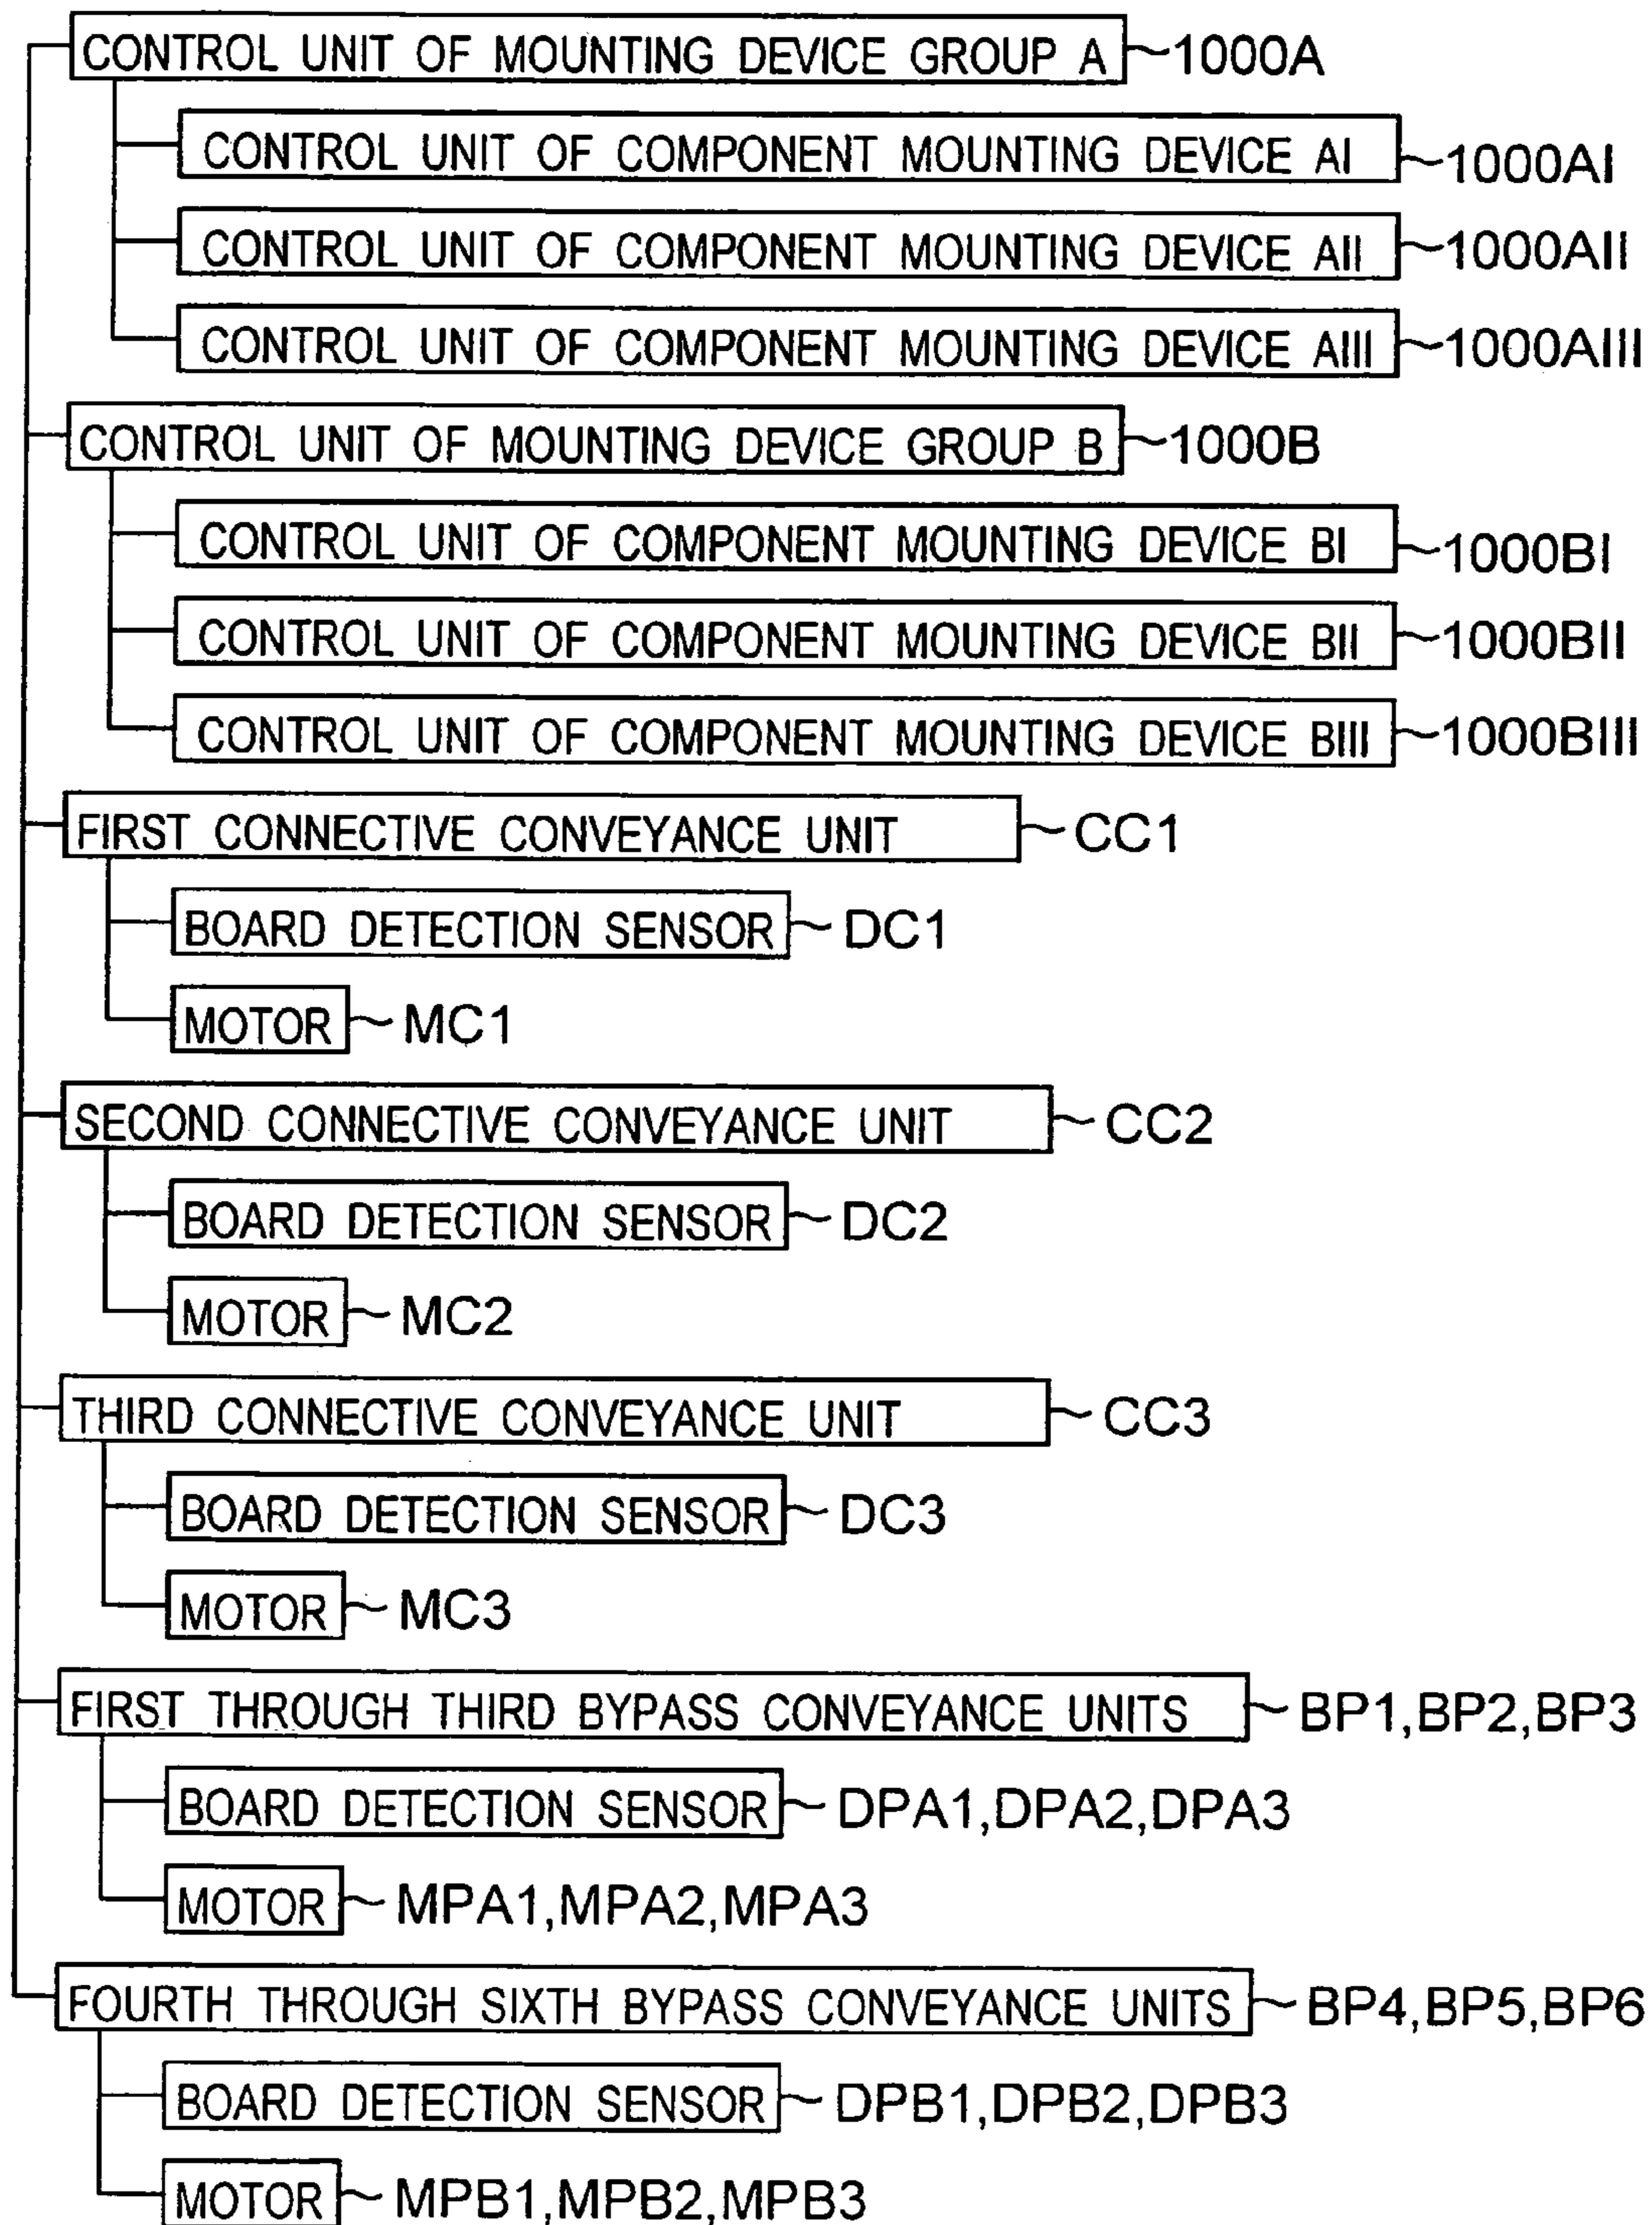 CONTROL UNIT OF MOUNTING DEVICE GROUP A 1000A
CONTROL UNIT OF COMPONENT MOUNTING DEVICE AI 1000AI
CONTROL UNIT OF COMPONENT MOUNTING DEVICE AII 1000AII
CONTROL UNIT OF COMPONENT MOUNTING DEVICE AIII 1000AIII
CONTROL UNIT OF MOUNTING DEVICE GROUP B 1000B
CONTROL UNIT OF COMPONENT MOUNTING DEVICE BI 1000BI
CONTROL UNIT OF COMPONENT MOUNTING DEVICE BII 1000BII
CONTROL UNIT OF COMPONENT MOUNTING DEVICE BIII 1000BIII
FIRST CONNECTIVE CONVEYANCE UNIT CC1
BOARD DETECTION SENSOR DC1
MOTOR MC1
SECOND CONNECTIVE CONVEYANCE UNIT CC2
BOARD DETECTION SENSOR DC2
MOTOR MC2
THIRD CONNECTIVE CONVEYANCE UNIT CC3
BOARD DETECTION SENSOR DC3
MOTOR MC3
FIRST THROUGH THIRD BYPASS CONVEYANCE UNITS BP1,BP2,BP3
BOARD DETECTION SENSOR DPA1,DPA2,DPA3
MOTOR MPA1,MPA2,MPA3
FOURTH THROUGH SIXTH BYPASS CONVEYANCE UNITS BP4,BP5,BP6
BOARD DETECTION SENSOR DPB1,DPB2,DPB3
MOTOR MPB1,MPB2,MPB3